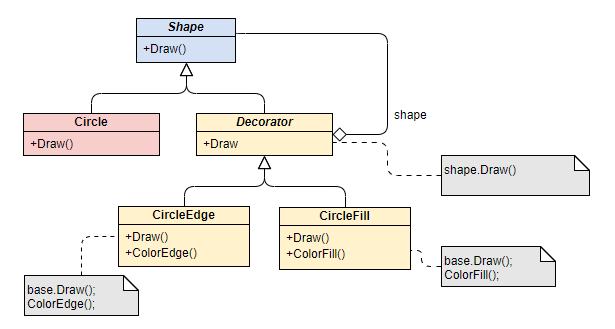 Shape
+Draw()
shape
Circle
+Draw()
Decorator
+Draw
shape.Draw()
CircleEdge
+Draw()
+ColorEdge()
CircleFill
+Draw()
+ColorFill()
base.Draw();
ColorEdge();
base.Draw();
ColorFill();